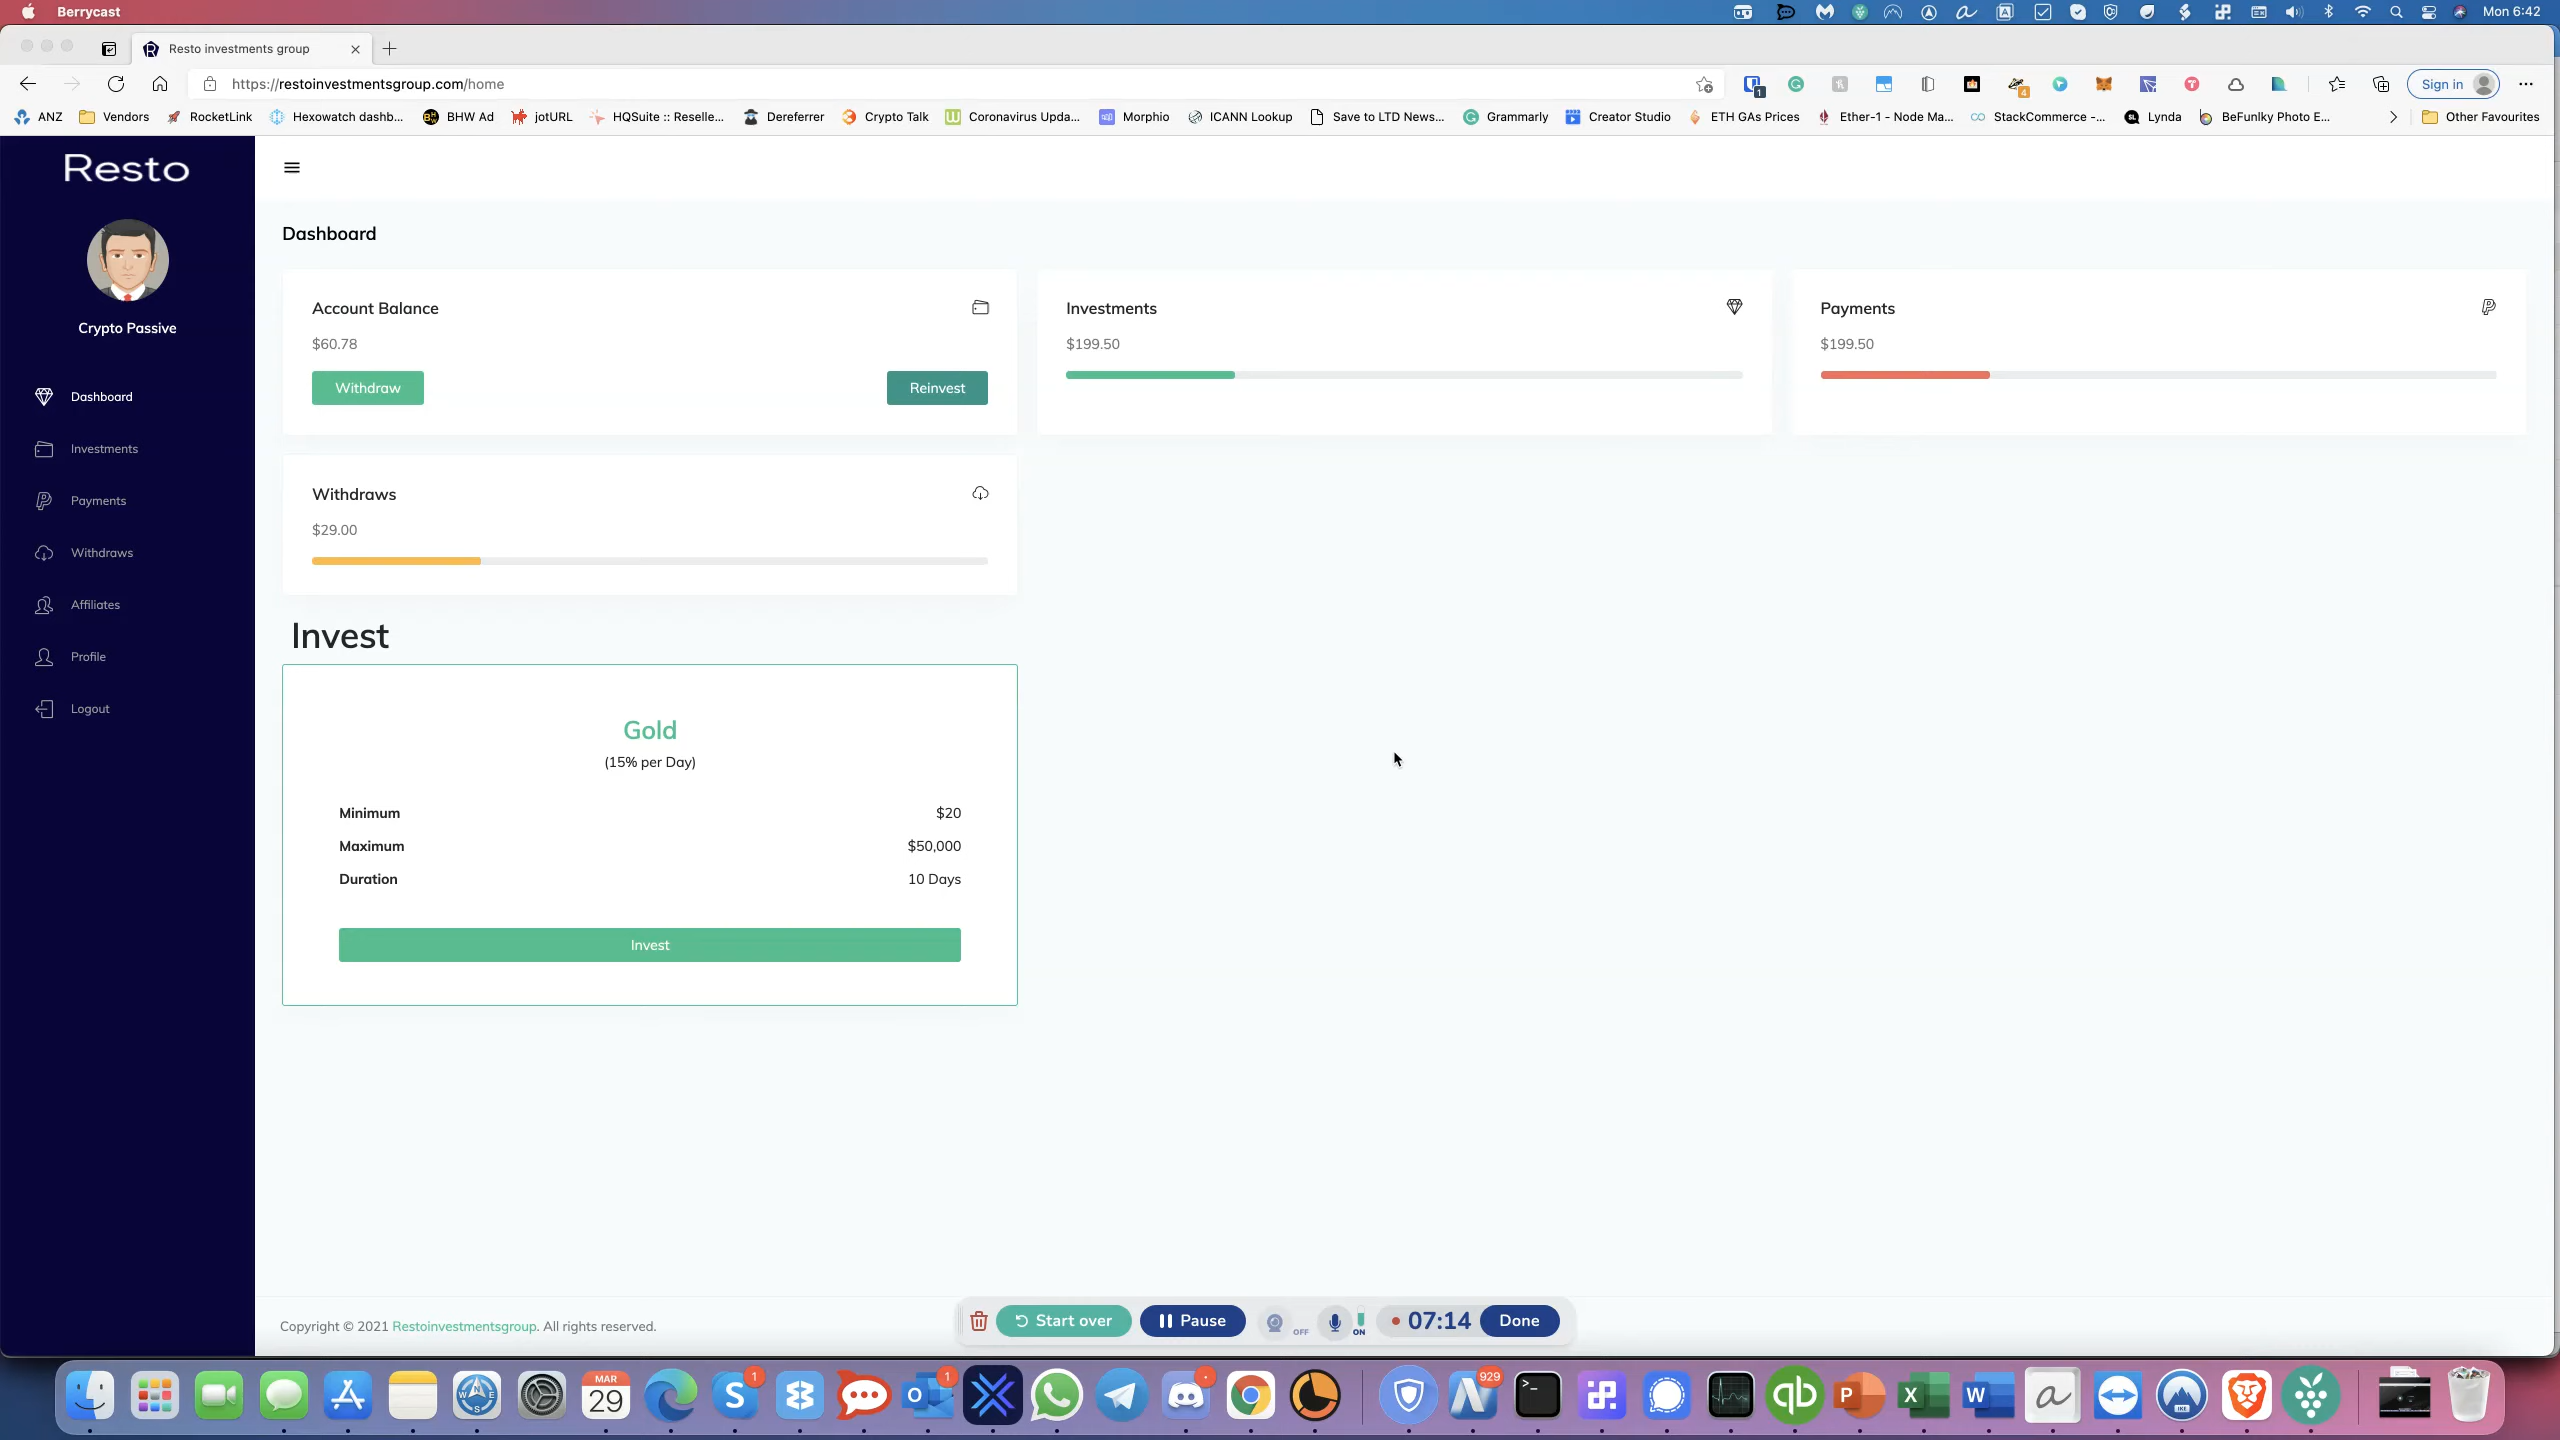 Berrycast
Mon 6:42
Resto investments group
https://restoinvestmentsgroup.com/home
1
4
Sign in
ANZ
Vendors
RocketLink
Hexowatch dashb...
BHW Ad
jotURL
HQSuite :: Reselle...
Dereferrer
Crypto Talk
Coronavirus Upda...
Morphio
ICANN Lookup
Save to LTD News...
Grammarly
Creator Studio
ETH GAs Prices
Ether-1 - Node Ma...
StackCommerce -...
Lynda
BeFunlky Photo E...
Other Favourites
Resto
Crypto Passive
Dashboard
Investments
Payments
Withdraws
Affiliates
Profile
Logout
Dashboard
Account Balance
$60.78
Withdraw
Reinvest
Investments
$199.50
Payments
$199.50
Withdraws
$29.00
Invest
Gold
(15% per Day)
Minimum $20
Maximum $50,000
Duration 10 Days
Invest
Copyright © 2021 Restoinvestmentsgroup. All rights reserved.
Start over
Pause
OFF
ON
07:14
Done
MAR
29
1
1
929